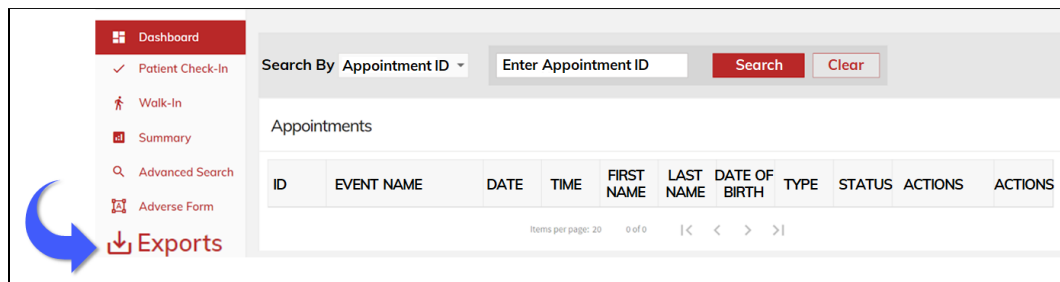 Dashboard
Patient Check-In
Walk-In
Summary
Advanced Search
Adverse Form
Exports
Search By Appointment ID Enter Appointment ID Search Clear
Appointments
ID EVENT NAME DATE TIME FIRST NAME LAST NAME DATE OF BIRTH TYPE STATUS ACTIONS ACTIONS
Items per page: 20 0 of 0